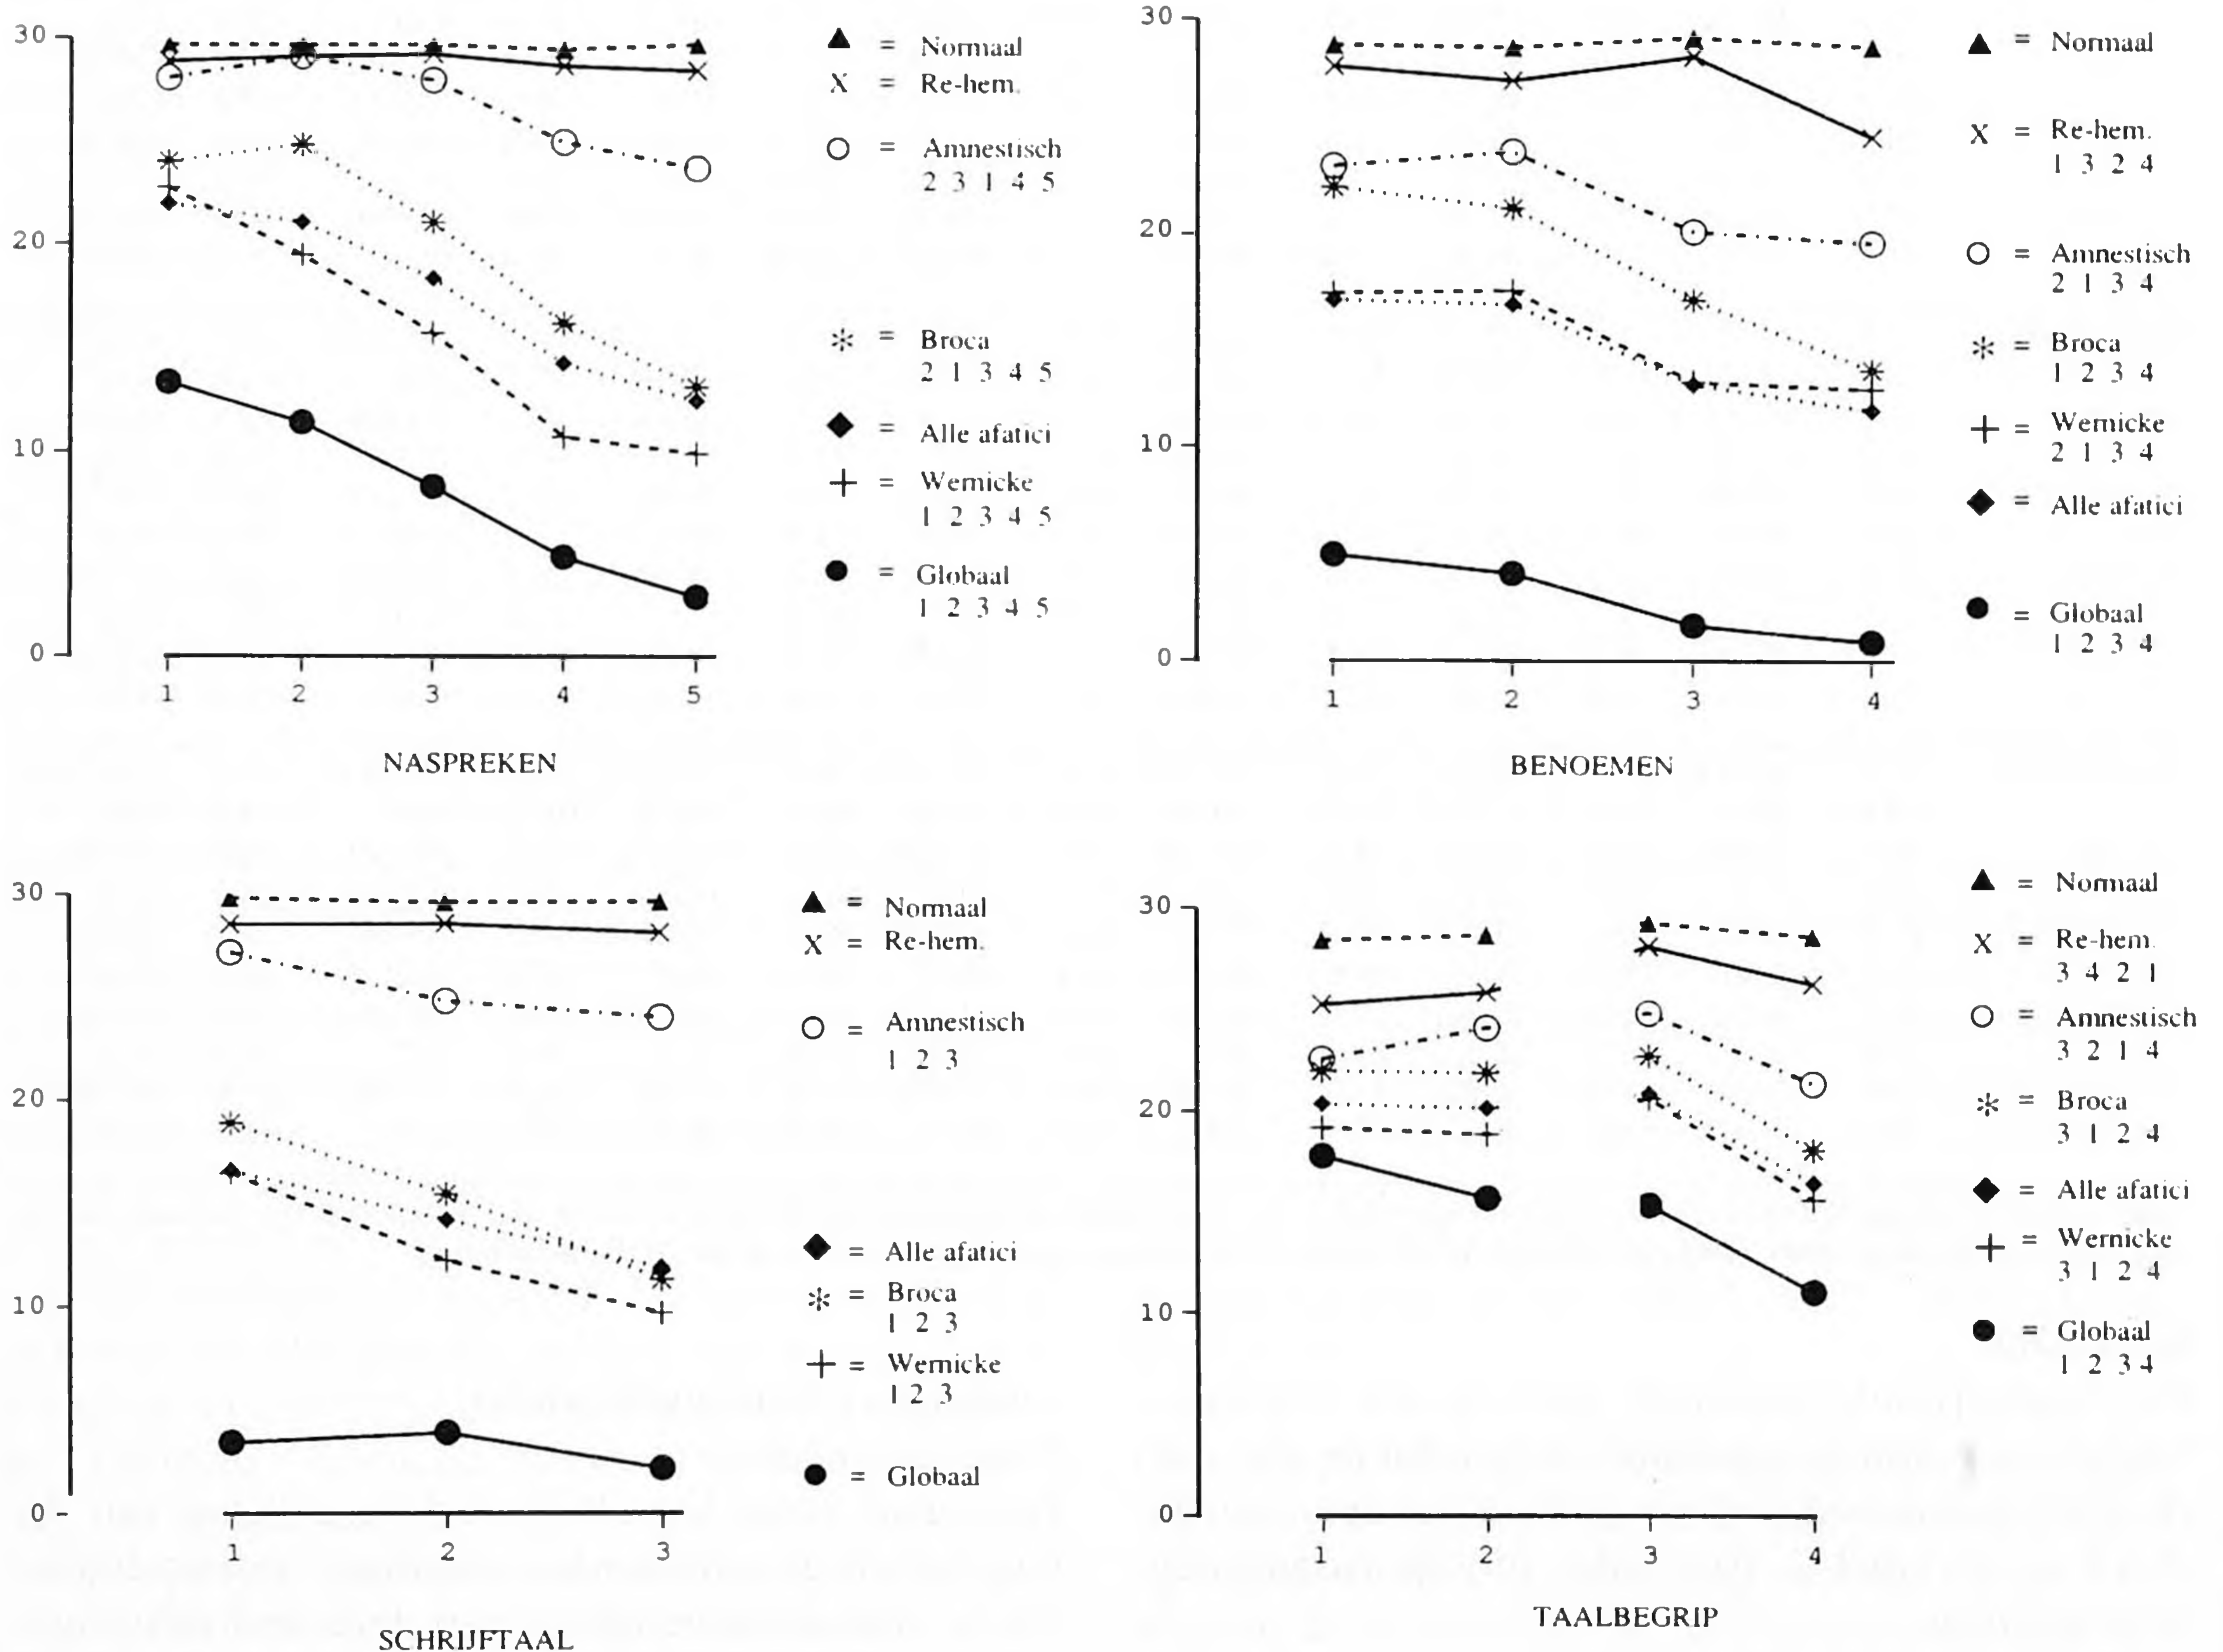 30
20
10
0
1 2 3 4 5
NASPREKEN
▲ = Normaal
X = Re-hem.
○ = Amnestisch
2 3 1 4 5
* = Broca
2 1 3 4 5
◆ = Alle afatici
+ = Wernicke
1 2 3 4 5
● = Globaal
1 2 3 4 5
30
20
10
0
1 2 3 4
BENOEMEN
▲ = Normaal
X = Re-hem.
1 3 2 4
○ = Amnestisch
2 1 3 4
* = Broca
1 2 3 4
+ = Wernicke
2 1 3 4
◆ = Alle afatici
● = Globaal
1 2 3 4
30
20
10
0
1 2 3
SCHRIJFTAAL
▲ = Normaal
X = Re-hem.
○ = Amnestisch
1 2 3
◆ = Alle afatici
* = Broca
1 2 3
+ = Wernicke
1 2 3
● = Globaal
30
20
10
0
1 2 3 4
TAALBEGRIP
▲ = Normaal
X = Re-hem.
3 4 2 1
○ = Amnestisch
3 2 1 4
* = Broca
3 1 2 4
◆ = Alle afatici
+ = Wernicke
3 1 2 4
● = Globaal
1 2 3 4